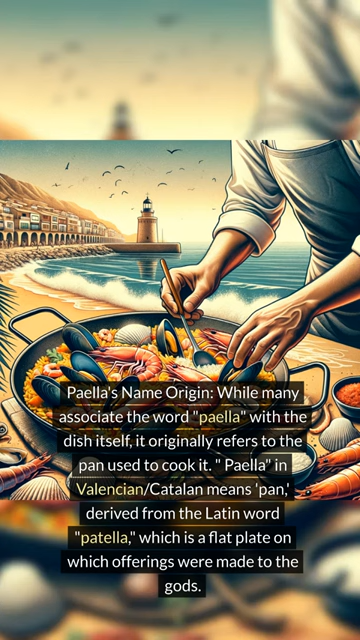 Paella's Name Origin: While many
associate the word "paella" with the
dish itself, it originally refers to the
pan used to cook it. " Paella" in
Valencian/Catalan means 'pan,'
derived from the Latin word
"patella," which is a flat plate on
which offerings were made to the
gods.